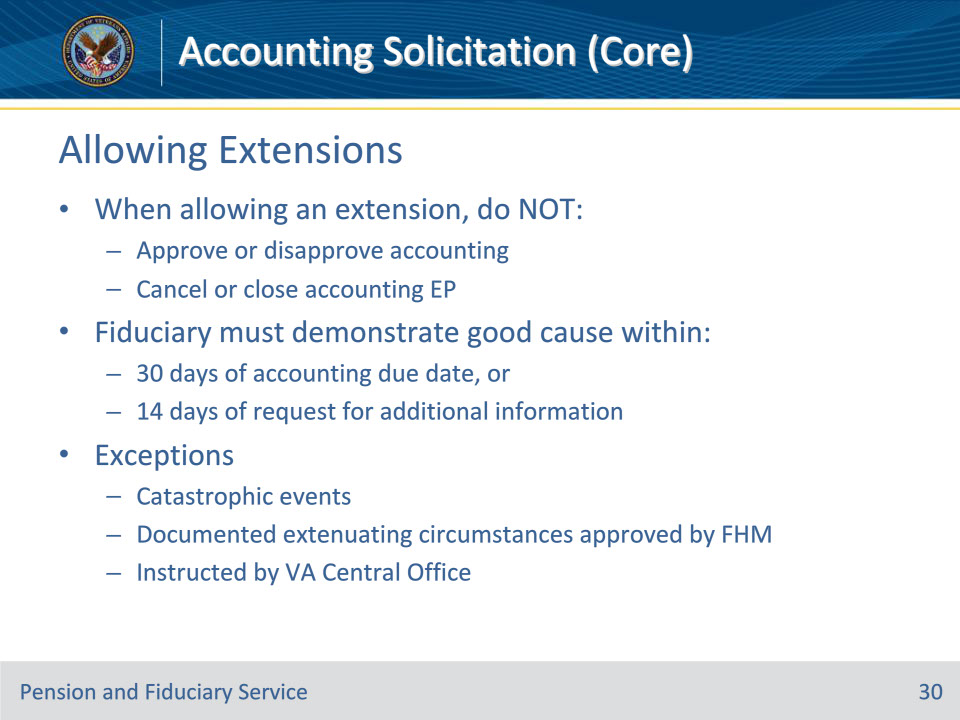 Accounting Solicitation (Core)
Allowing Extensions
• When allowing an extension, do NOT:
– Approve or disapprove accounting
– Cancel or close accounting EP
• Fiduciary must demonstrate good cause within:
– 30 days of accounting due date, or
– 14 days of request for additional information
• Exceptions
– Catastrophic events
– Documented extenuating circumstances approved by FHM
– Instructed by VA Central Office
Pension and Fiduciary Service
30